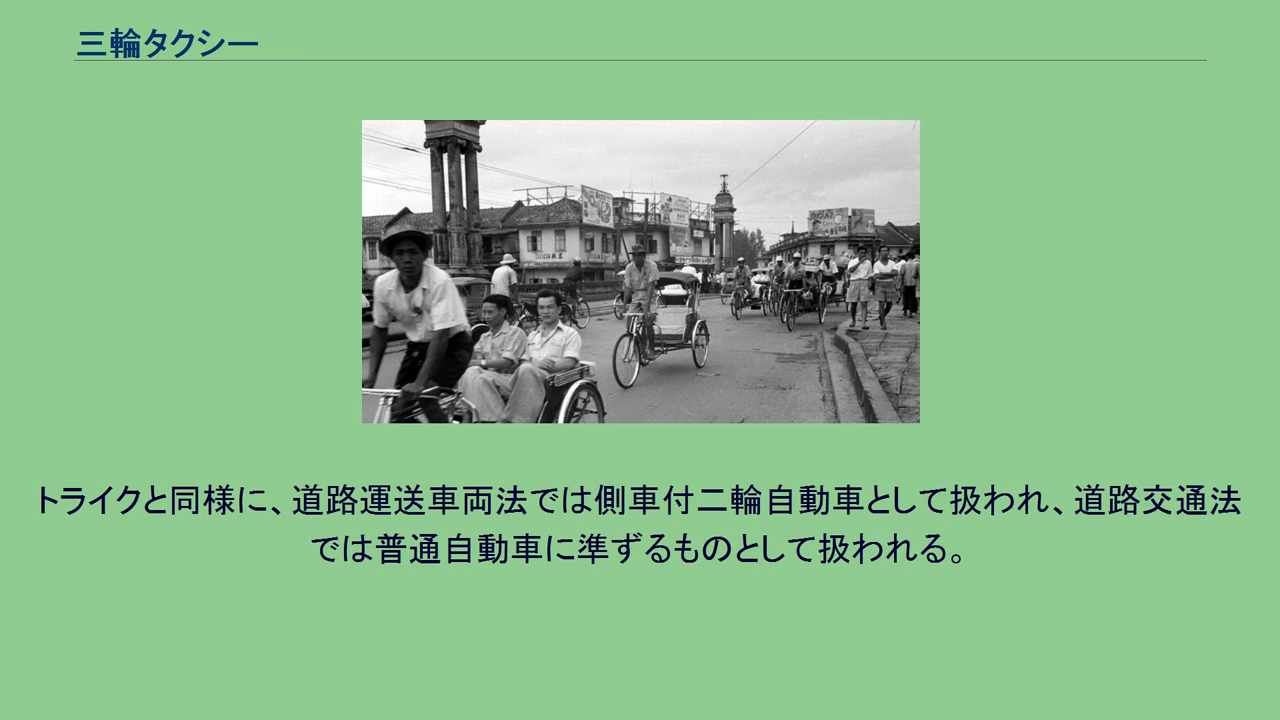 三輪タクシー
トライクと同様に、道路運送車両法では側車付二輪自動車として扱われ、道路交通法
では普通自動車に準ずるものとして扱われる。